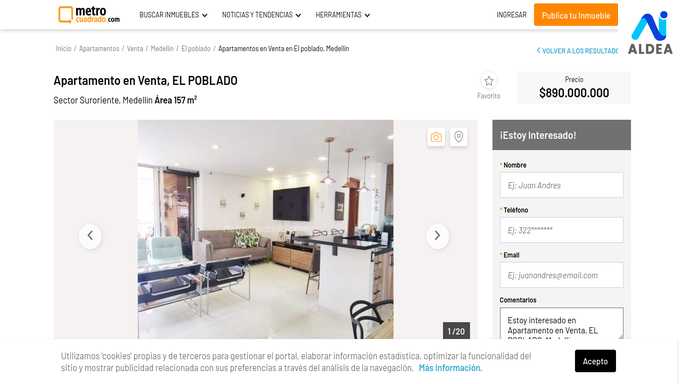 metro
cuadrado.com
BUSCAR INMUEBLES
NOTICIAS Y TENDENCIAS
HERRAMIENTAS
INGRESAR
Publica tu Inmueble
ALDEA
Inicio / Apartamentos / Venta / Medellin / El poblado / Apartamentos en Venta en El poblado, Medellin
VOLVER A LOS RESULTAD
Apartamento en Venta, EL POBLADO
Sector Suroriente, Medellin Área 157 m²
Favorito
Precio
$890.000.000
¡Estoy Interesado!
* Nombre
Ej: Juan Andres
* Teléfono
Ej: 322*******
* Email
Ej: juanandres@email.com
Comentarios
Estoy interesado en
Apartamento en Venta, EL
1 / 20
Utilizamos 'cookies' propias y de terceros para gestionar el portal, elaborar información estadística, optimizar la funcionalidad del
sitio y mostrar publicidad relacionada con sus preferencias a través del análisis de la navegación. Más Información.
Acepto